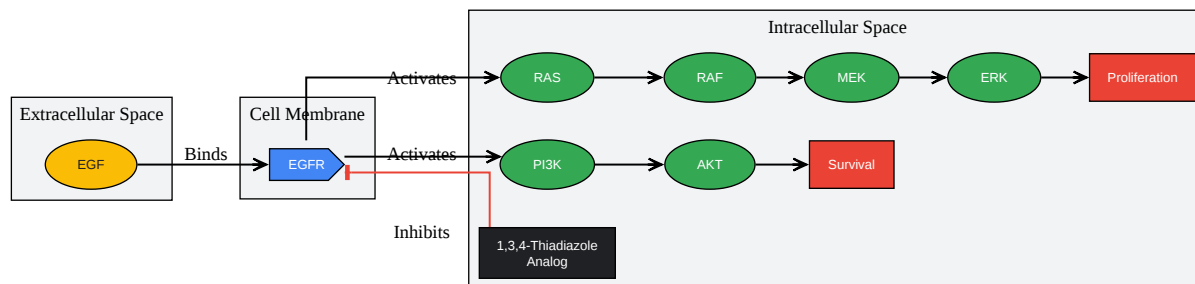 Intracellular Space
Activates
RAS
RAF
MEK
ERK
Proliferation
Extracellular Space
Cell Membrane
EGF
Binds
EGFR
Activates
PI3K
AKT
Survival
Inhibits
1,3,4-Thiadiazole
Analog